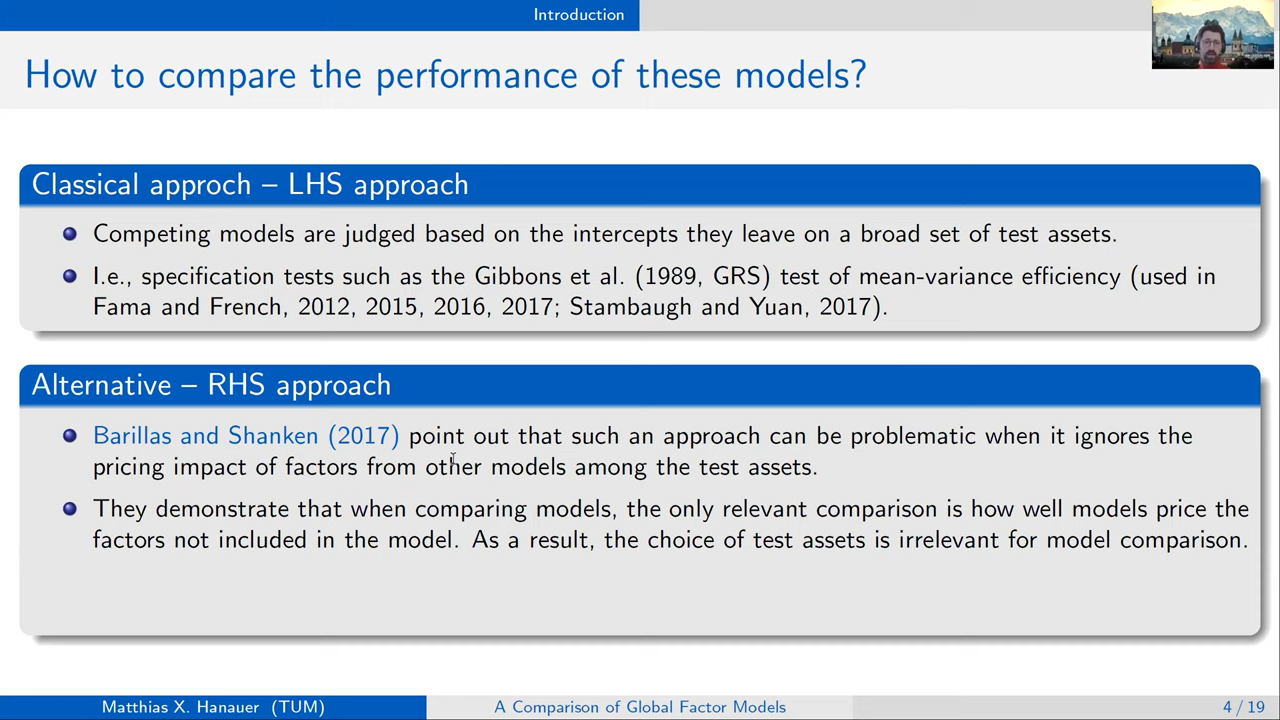 Introduction
How to compare the performance of these models?
Classical approch – LHS approach
Competing models are judged based on the intercepts they leave on a broad set of test assets.
I.e., specification tests such as the Gibbons et al. (1989, GRS) test of mean-variance efficiency (used in
Fama and French, 2012, 2015, 2016, 2017; Stambaugh and Yuan, 2017).
Alternative – RHS approach
Barillas and Shanken (2017) point out that such an approach can be problematic when it ignores the
pricing impact of factors from other models among the test assets.
They demonstrate that when comparing models, the only relevant comparison is how well models price the
factors not included in the model. As a result, the choice of test assets is irrelevant for model comparison.
Matthias X. Hanauer (TUM)
A Comparison of Global Factor Models
4 / 19